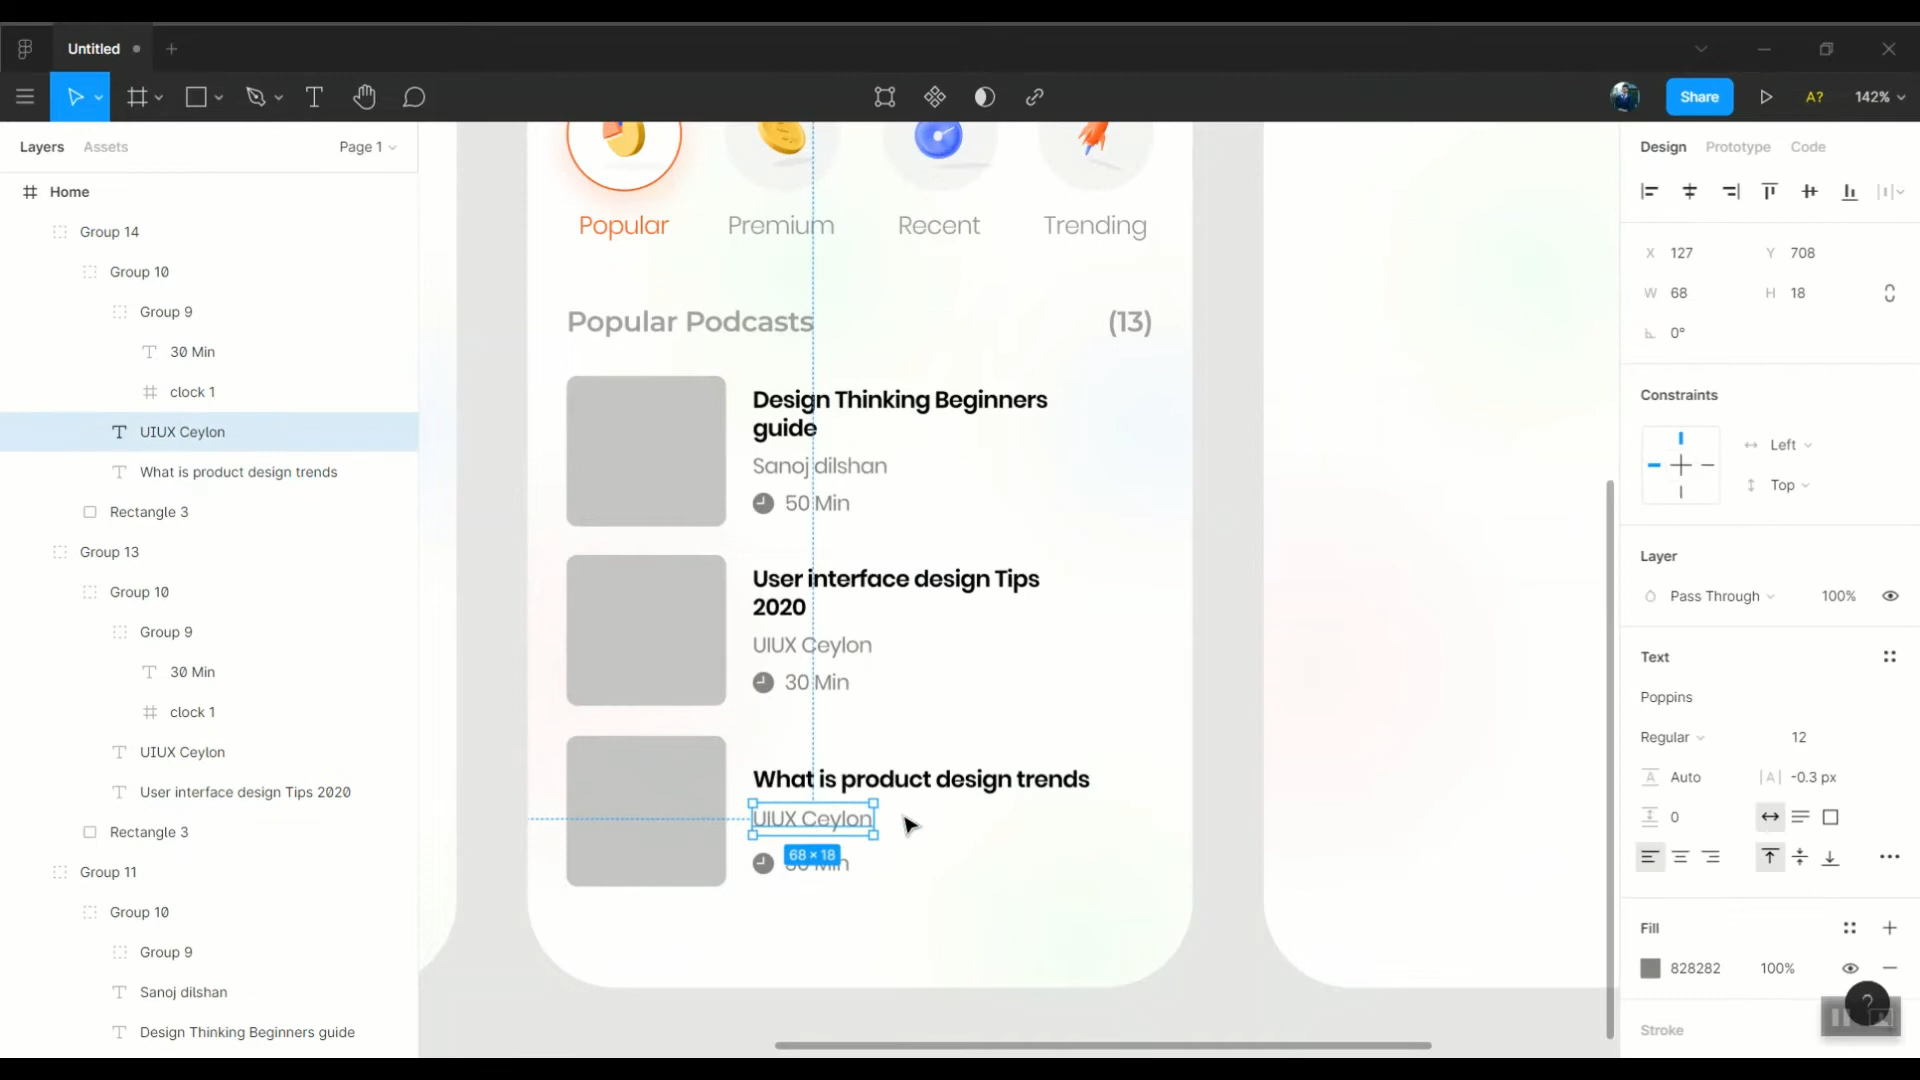 Untitled
Share
A?
142%
Layers
Assets
Page 1
Home
Group 14
Group 10
Group 9
30 Min
clock 1
UIUX Ceylon
What is product design trends
Rectangle 3
Group 13
Group 10
Group 9
30 Min
clock 1
UIUX Ceylon
User interface design Tips 2020
Rectangle 3
Group 11
Group 10
Group 9
Sanoj dilshan
Design Thinking Beginners guide
Popular
Premium
Recent
Trending
Popular Podcasts
(13)
Design Thinking Beginners
guide
Sanoj dilshan
50 Min
User interface design Tips
2020
UIUX Ceylon
30 Min
What is product design trends
UIUX Ceylon
68 × 18
Min
Design
Prototype
Code
X 127
Y 708
W 68
H 18
0°
Constraints
Left
Top
Layer
Pass Through
100%
Text
Poppins
Regular
12
Auto
|A| -0.3 px
0
Fill
828282
100%
?
Stroke